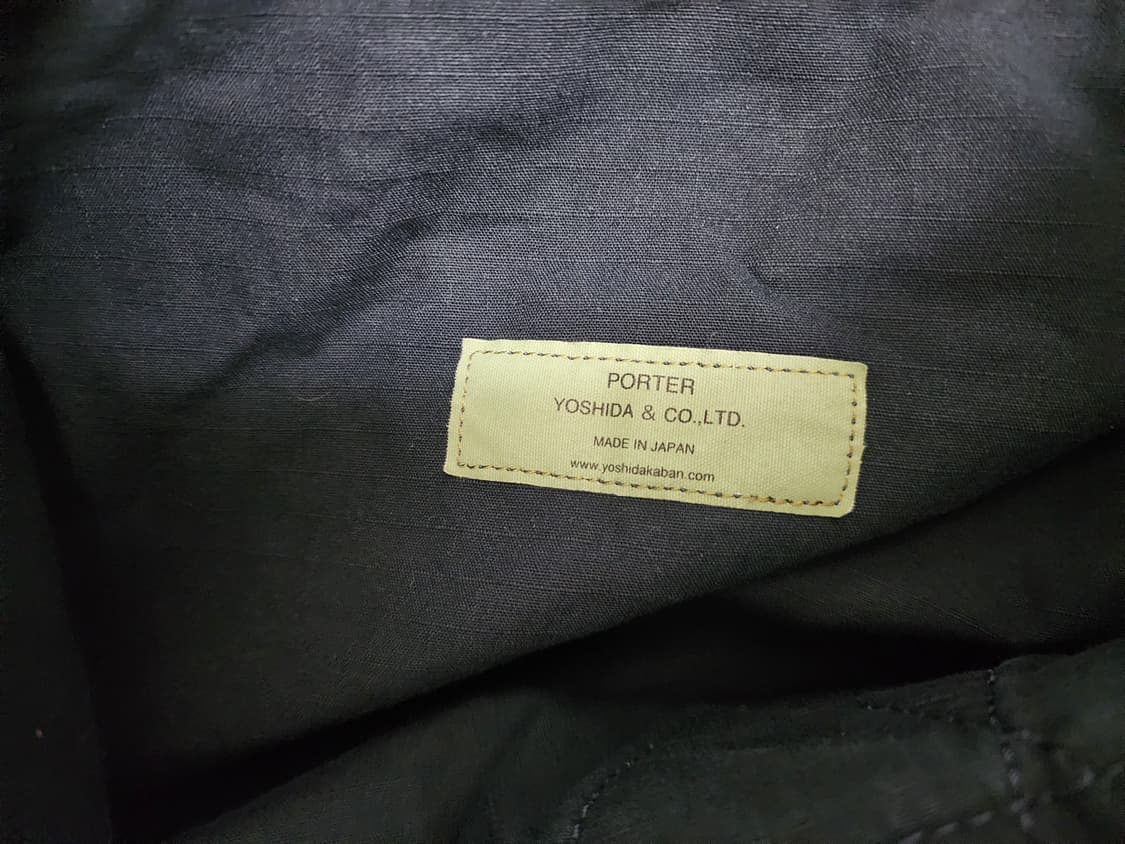 PORTER
YOSHIDA & CO.,LTD.
MADE IN JAPAN
www.yoshidakaban.com